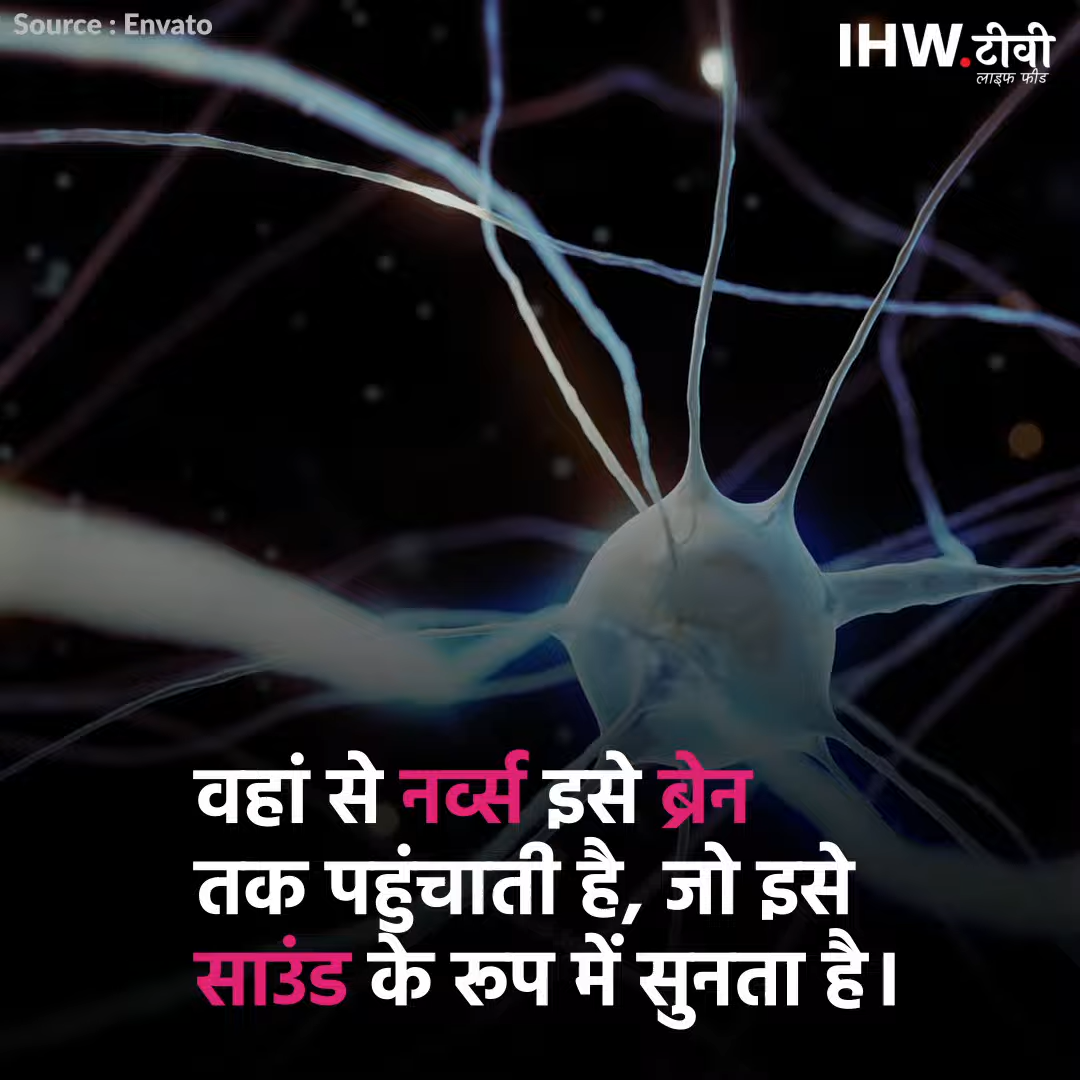 Source : Envato
IHW.टीवी
लाइफ फीड
वहां से नर्व्स इसे ब्रेन
तक पहुंचाती है, जो इसे
साउंड के रूप में सुनता है।